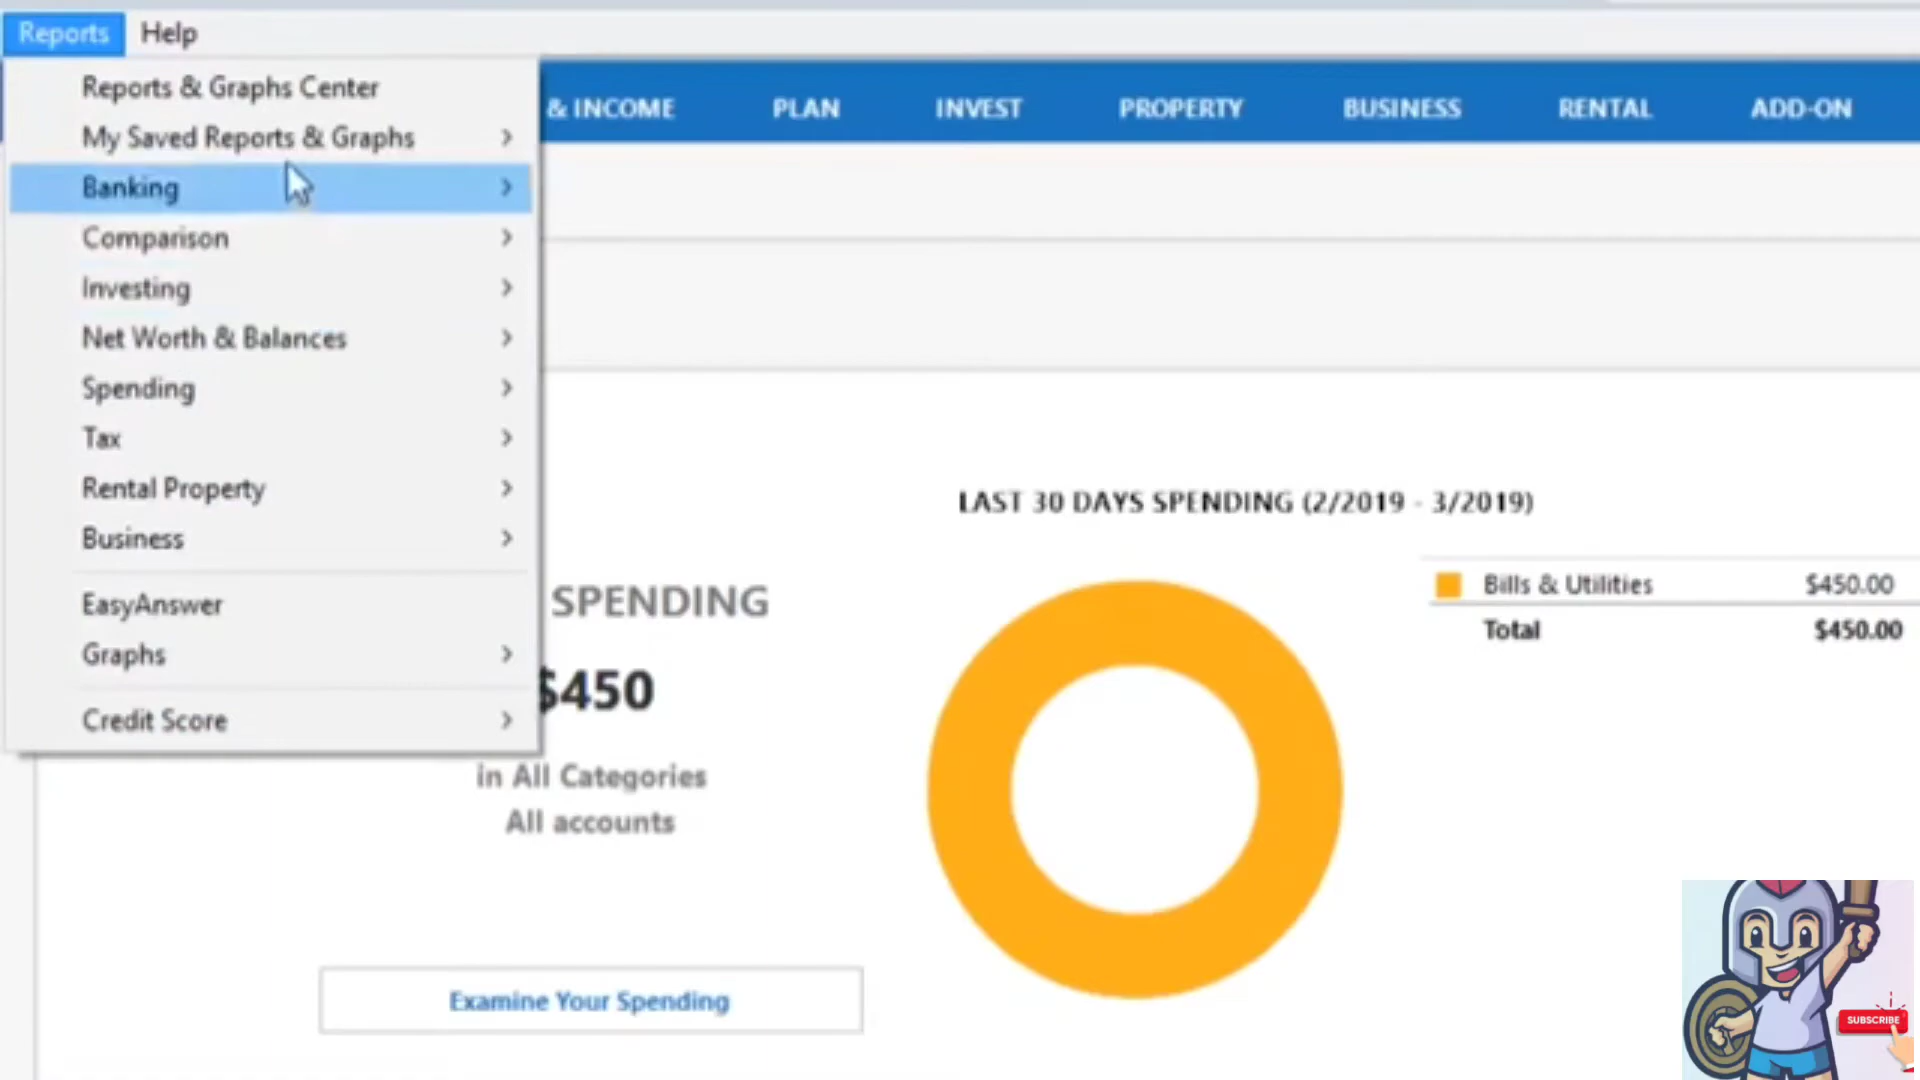 Reports Help
Reports & Graphs Center
My Saved Reports & Graphs
Banking
Comparison
Investing
Net Worth & Balances
Spending
Tax
Rental Property
Business
EasyAnswer
Graphs
Credit Score
& INCOME PLAN INVEST PROPERTY BUSINESS RENTAL ADD-ON
SPENDING
$450
in All Categories
All accounts
Examine Your Spending
LAST 30 DAYS SPENDING (2/2019 - 3/2019)
Bills & Utilities $450.00
Total $450.00
SUBSCRIBE